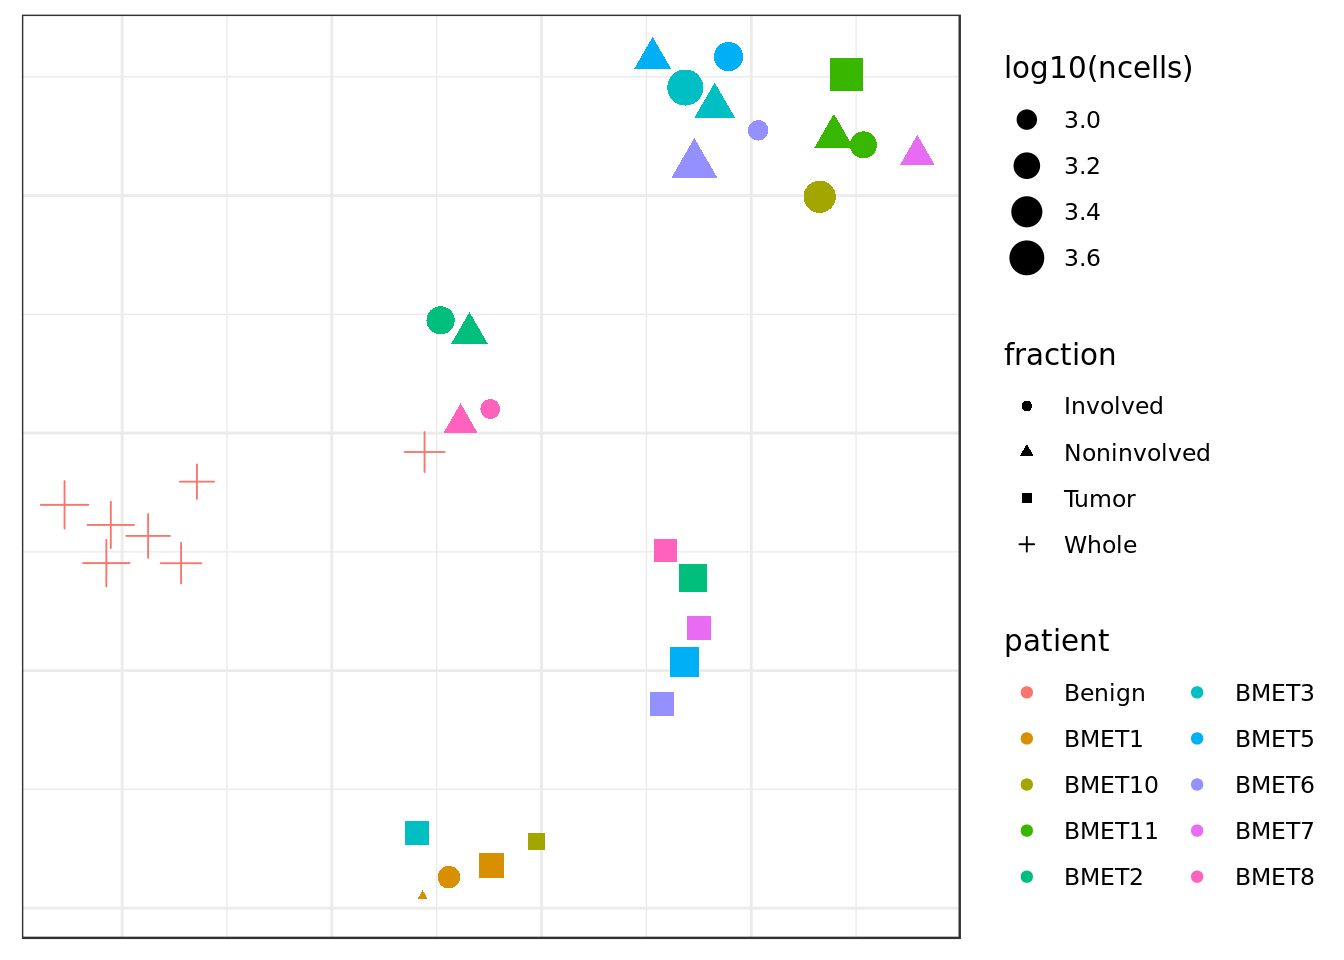 log10(ncells)
3.0
3.2
3.4
3.6
fraction
Involved
Noninvolved
Tumor
Whole
patient
Benign
BMET1
BMET10
BMET11
BMET2
BMET3
BMET5
BMET6
BMET7
BMET8